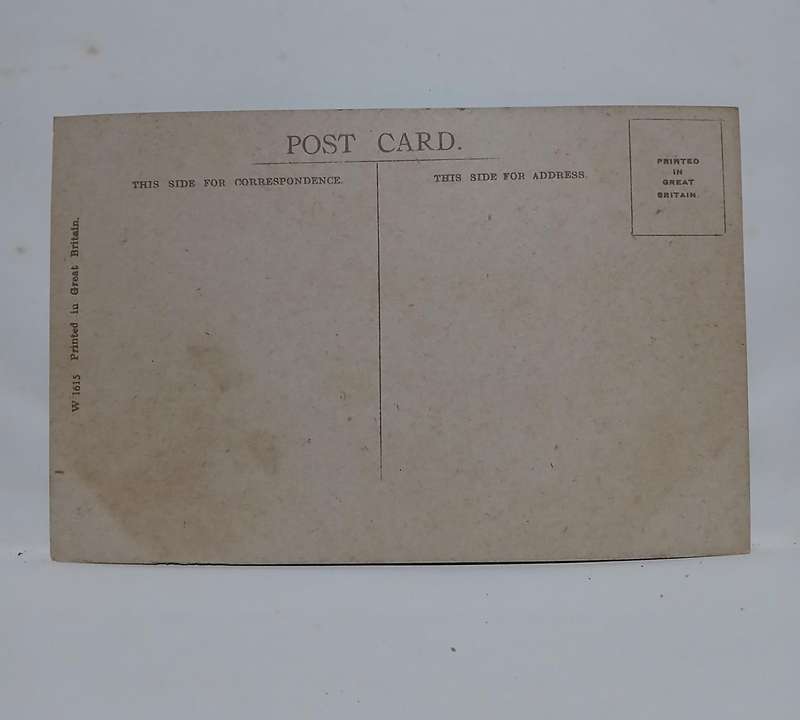 POST CARD.
THIS SIDE FOR CORRESPONDENCE.
THIS SIDE FOR ADDRESS.
PRINTED
IN
GREAT
BRITAIN.
W 1615 Printed in Great Britain.